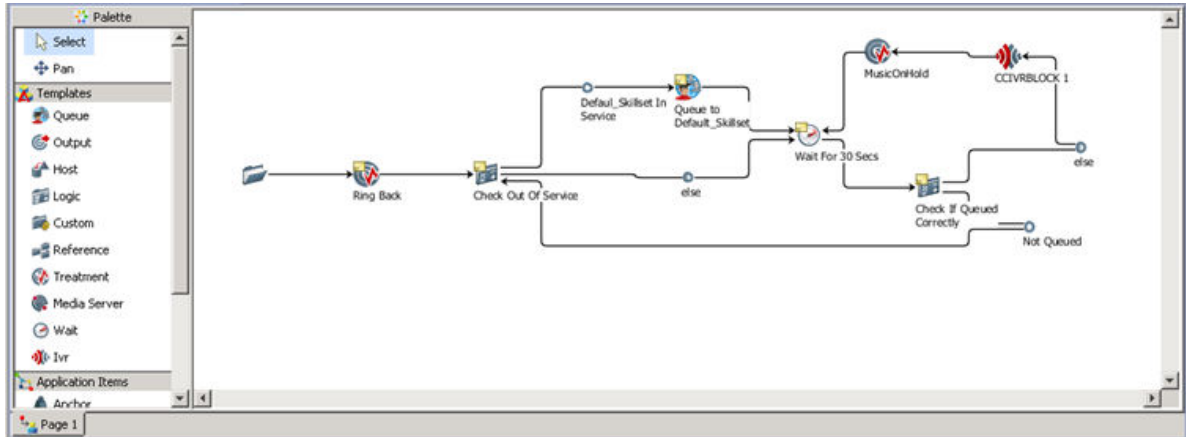 Palette
Select
Pan
Templates
Queue
Output
Host
Logic
Custom
Reference
Treatment
Media Server
Wait
Ivr
Application Items
Anchor
Ring Back
Check Out Of Service
Defaul_Skillset In
Service
Queue to
Default_Skillset
else
Wait For 30 Secs
MusicOnHold
CCIVRBLOCK 1
else
Check If Queued
Correctly
Not Queued
Page 1